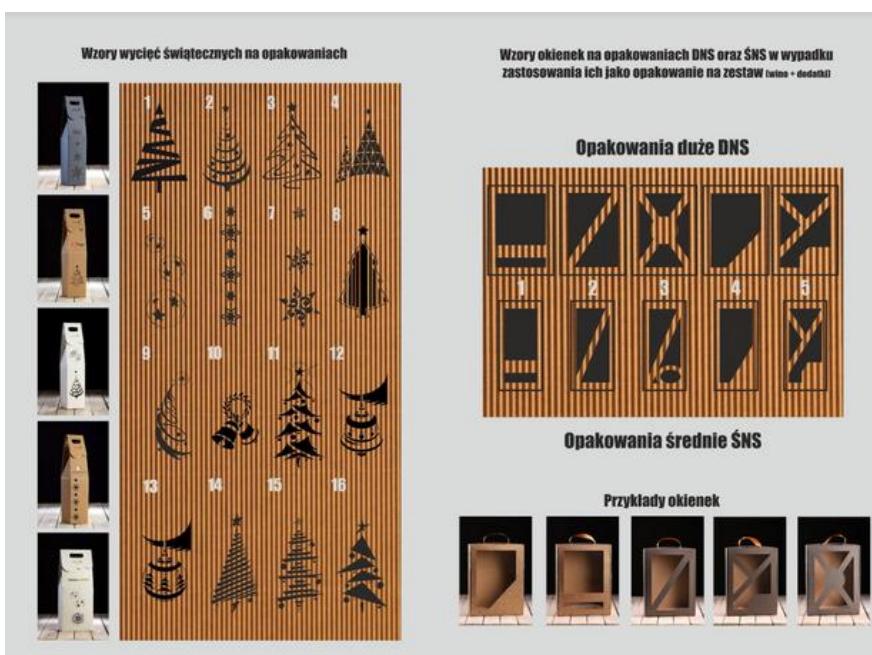 Wzory wycięć świątecznych na opakowaniach
1 2 3 4
5 6 7 8
9 10 11 12
13 14 15 16
Wzory okienek na opakowaniach DNS oraz ŚNS w wypadku
zastosowania ich jako opakowanie na zestaw (wino + dodatki)
Opakowania duże DNS
1 2 3 4 5
Opakowania średnie ŚNS
Przykłady okienek